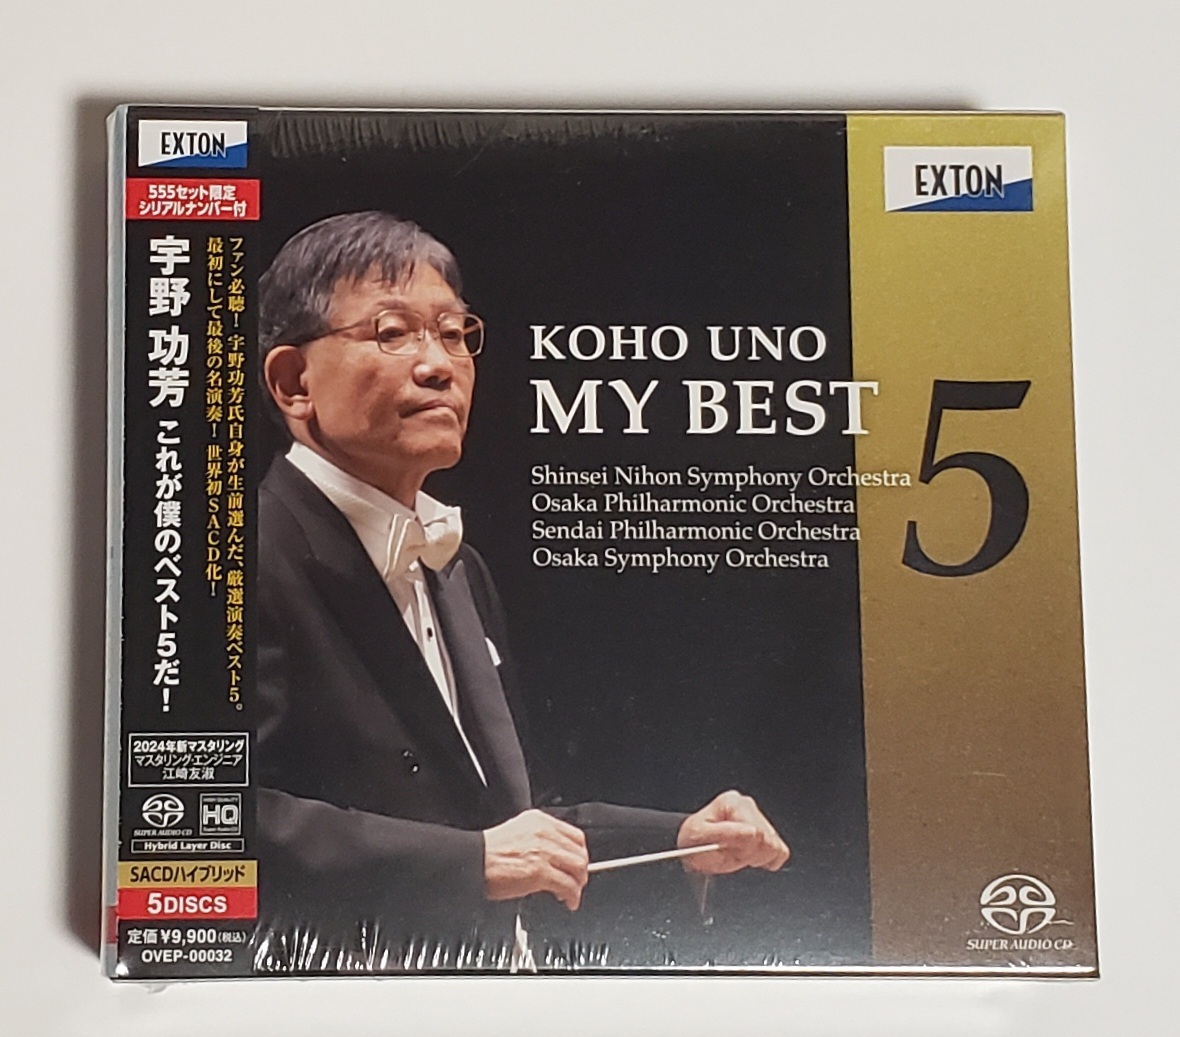 EXTON
555セット限定
シリアルナンバー付
ファン必聴！宇野功芳氏自身が生前選んだ、厳選演奏ベスト5。
最初にして最後の名演奏！世界初SACD化！
宇野功芳 これが僕のベスト5だ！
2024年新マスタリング
マスタリング・エンジニア
江崎友淑
SUPER AUDIO CD
HIGH QUALITY
HQ
Super Audio CD
Hybrid Layer Disc
SACDハイブリッド
5DISCS
定価¥9,900(税込)
OVEP-00032
EXTON
KOHO UNO
MY BEST
5
Shinsei Nihon Symphony Orchestra
Osaka Philharmonic Orchestra
Sendai Philharmonic Orchestra
Osaka Symphony Orchestra
SUPER AUDIO CD